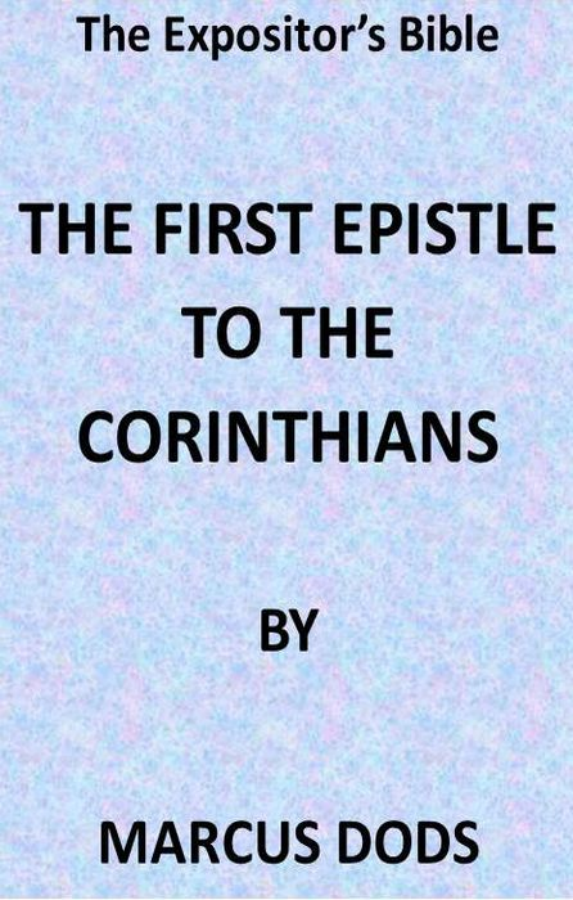 The Expositor’s Bible
THE FIRST EPISTLE
TO THE
CORINTHIANS
BY
MARCUS DODS